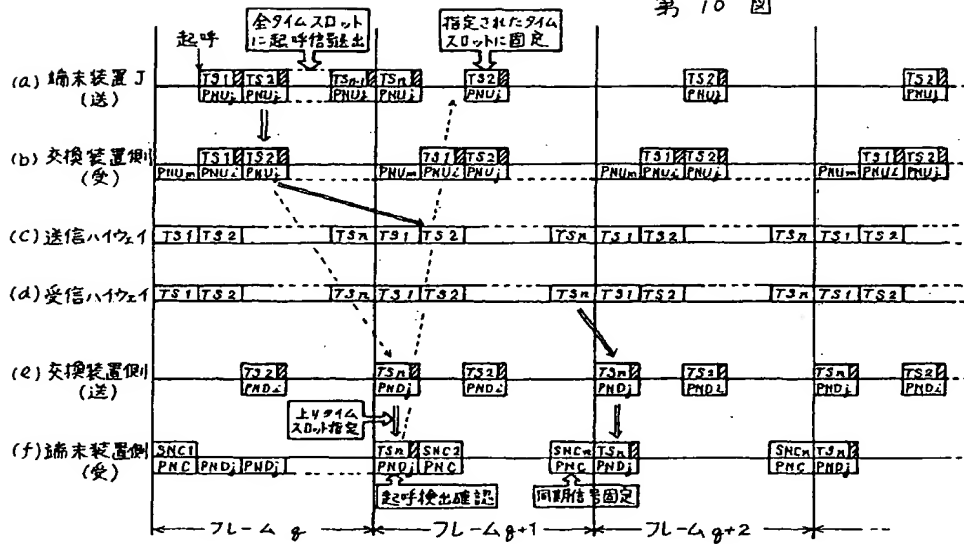 第 10 図
全タイムスロット
に起呼信号送出
指定されたタイム
スロットに固定
起呼
(a) 端末装置 J
(送)
TS1 TS2 TSn-1 TSn TS2 TS2 TS2
PNUj PNUj PNUj PNUj PNUj PNUj PNUj
(b) 交換装置側
(受)
TS1 TS2 TS1 TS2 TS1 TS2 TS1 TS2
PNUm PNUi PNUj PNUm PNUi PNUj PNUm PNUi PNUj PNUm PNUi PNUj
(c) 送信ハイウェイ
TS1 TS2 TSn TS1 TS2 TSn TS1 TS2 TSn TS1 TS2
(d) 受信ハイウェイ
TS1 TS2 TSn TS1 TS2 TSn TS1 TS2 TSn TS1 TS2
(e) 交換装置側
(送)
TS2 TSn TS2 TSn TS2 TSn TS2
PNDi PNDj PNDi PNDj PNDi PNDj PNDi
上りタイム
スロット指定
(f) 端末装置側
(受)
SNC1 TSn SNC2 SNCn TSn SNCn TSn
PNC PNDj PNDj PNDj PNC PNC PNDj PNC PNDj
起呼検出確認
同期信号固定
フレーム g フレーム g+1 フレーム g+2